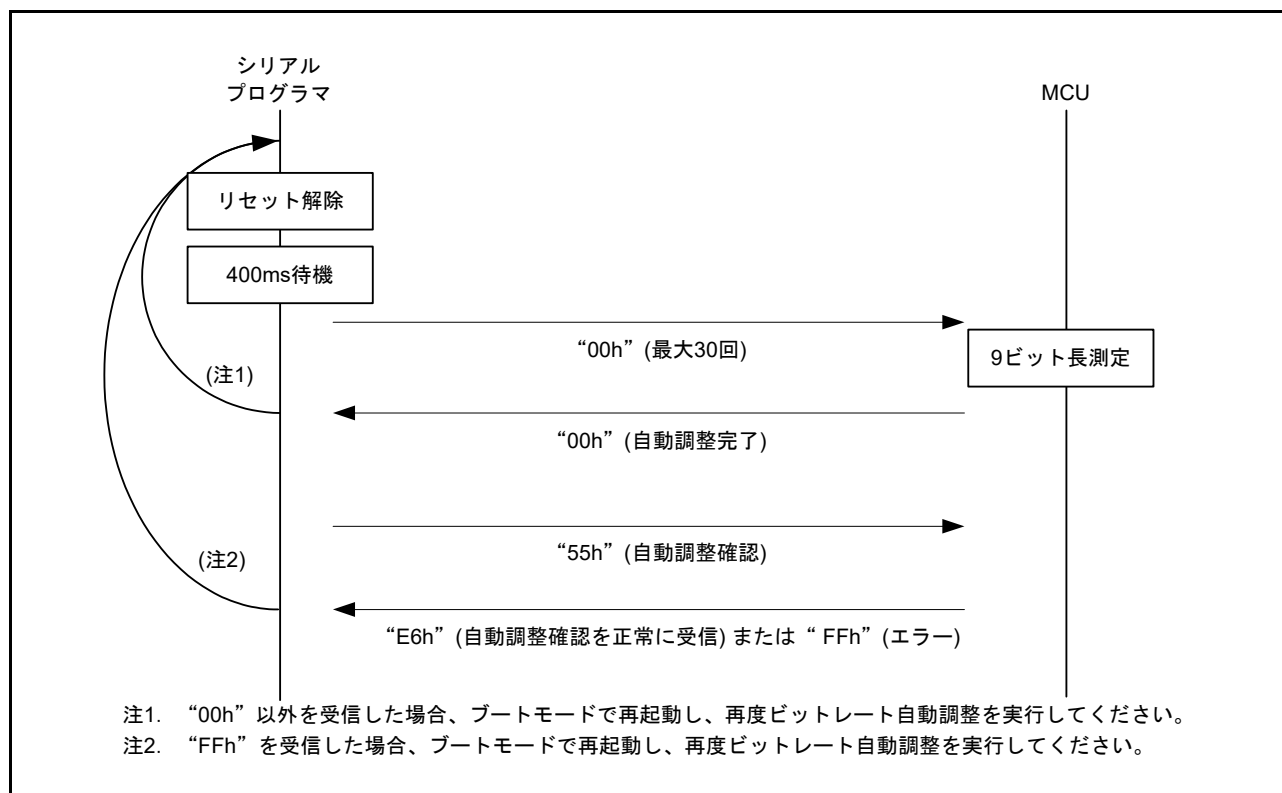 シリアル
プログラマ
MCU
リセット解除
400ms待機
“00h” (最大30回)
9ビット長測定
(注1)
“00h” (自動調整完了)
“55h” (自動調整確認)
(注2)
“E6h” (自動調整確認を正常に受信) または “ FFh” (エラー)
注1. “00h” 以外を受信した場合、ブートモードで再起動し、再度ビットレート自動調整を実行してください。
注2. “FFh” を受信した場合、ブートモードで再起動し、再度ビットレート自動調整を実行してください。